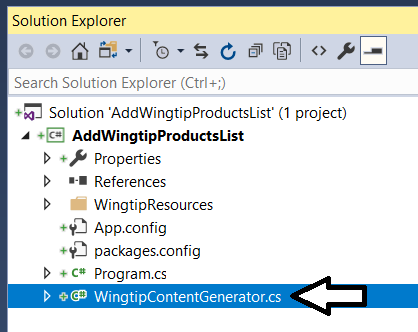 Solution Explorer
Search Solution Explorer (Ctrl+;)
Solution 'AddWingtipProductsList' (1 project)
AddWingtipProductsList
Properties
References
WingtipResources
App.config
packages.config
C# Program.cs
C# WingtipContentGenerator.cs